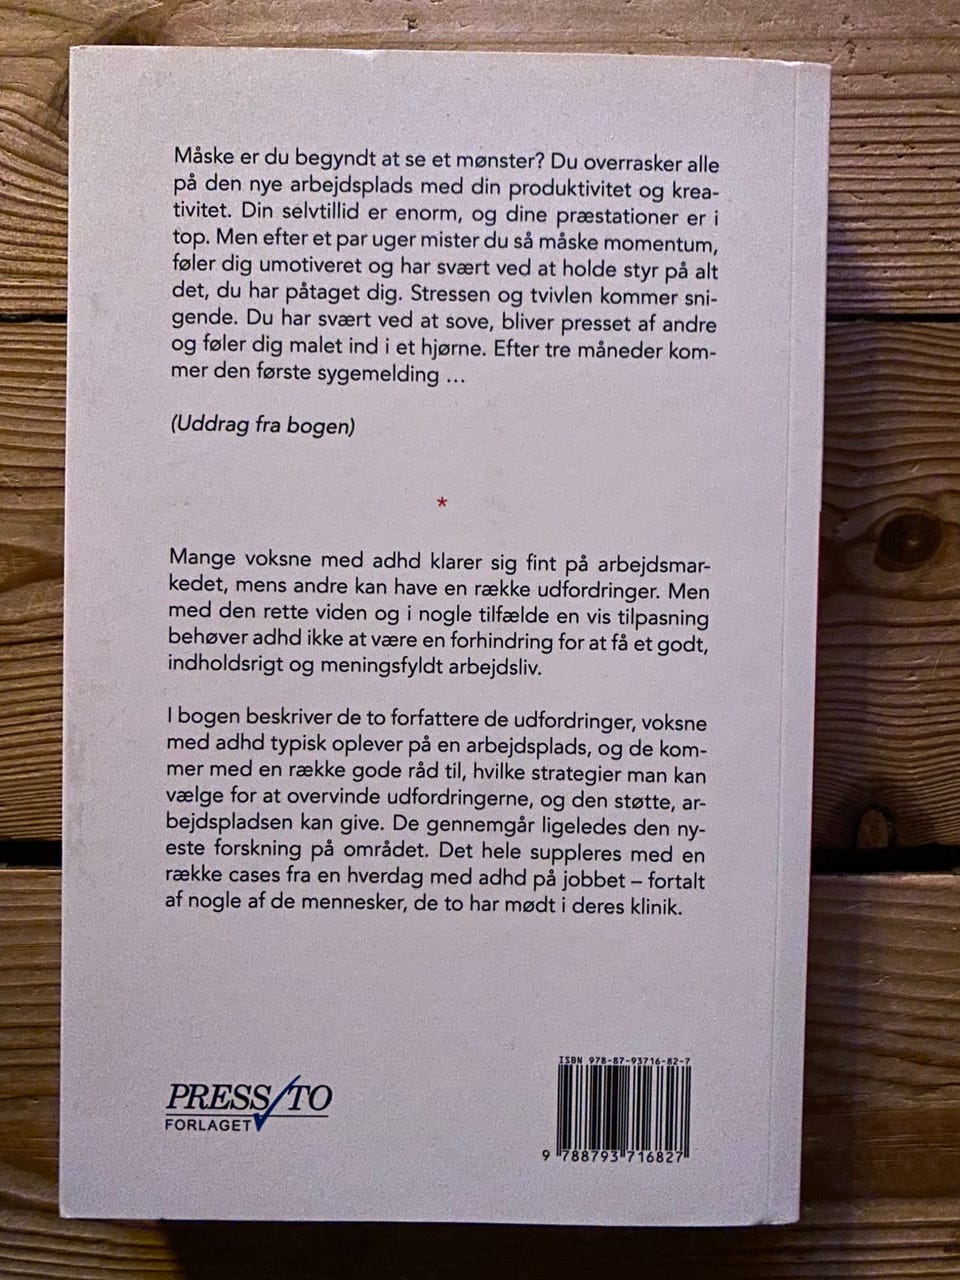 Måske er du begyndt at se et mønster? Du overrasker alle
på den nye arbejdsplads med din produktivitet og krea-
tivitet. Din selvtillid er enorm, og dine præstationer er i
top. Men efter et par uger mister du så måske momentum,
føler dig umotiveret og har svært ved at holde styr på alt
det, du har påtaget dig. Stressen og tvivlen kommer sni-
gende. Du har svært ved at sove, bliver presset af andre
og føler dig malet ind i et hjørne. Efter tre måneder kom-
mer den første sygemelding …
(Uddrag fra bogen)
*
Mange voksne med adhd klarer sig fint på arbejdsmar-
kedet, mens andre kan have en række udfordringer. Men
med den rette viden og i nogle tilfælde en vis tilpasning
behøver adhd ikke at være en forhindring for at få et godt,
indholdsrigt og meningsfyldt arbejdsliv.
I bogen beskriver de to forfattere de udfordringer, voksne
med adhd typisk oplever på en arbejdsplads, og de kom-
mer med en række gode råd til, hvilke strategier man kan
vælge for at overvinde udfordringerne, og den støtte, ar-
bejdspladsen kan give. De gennemgår ligeledes den ny-
este forskning på området. Det hele suppleres med en
række cases fra en hverdag med adhd på jobbet – fortalt
af nogle af de mennesker, de to har mødt i deres klinik.
PRESSTO
FORLAGET
ISBN 978-87-93716-82-7
9 788793 716827